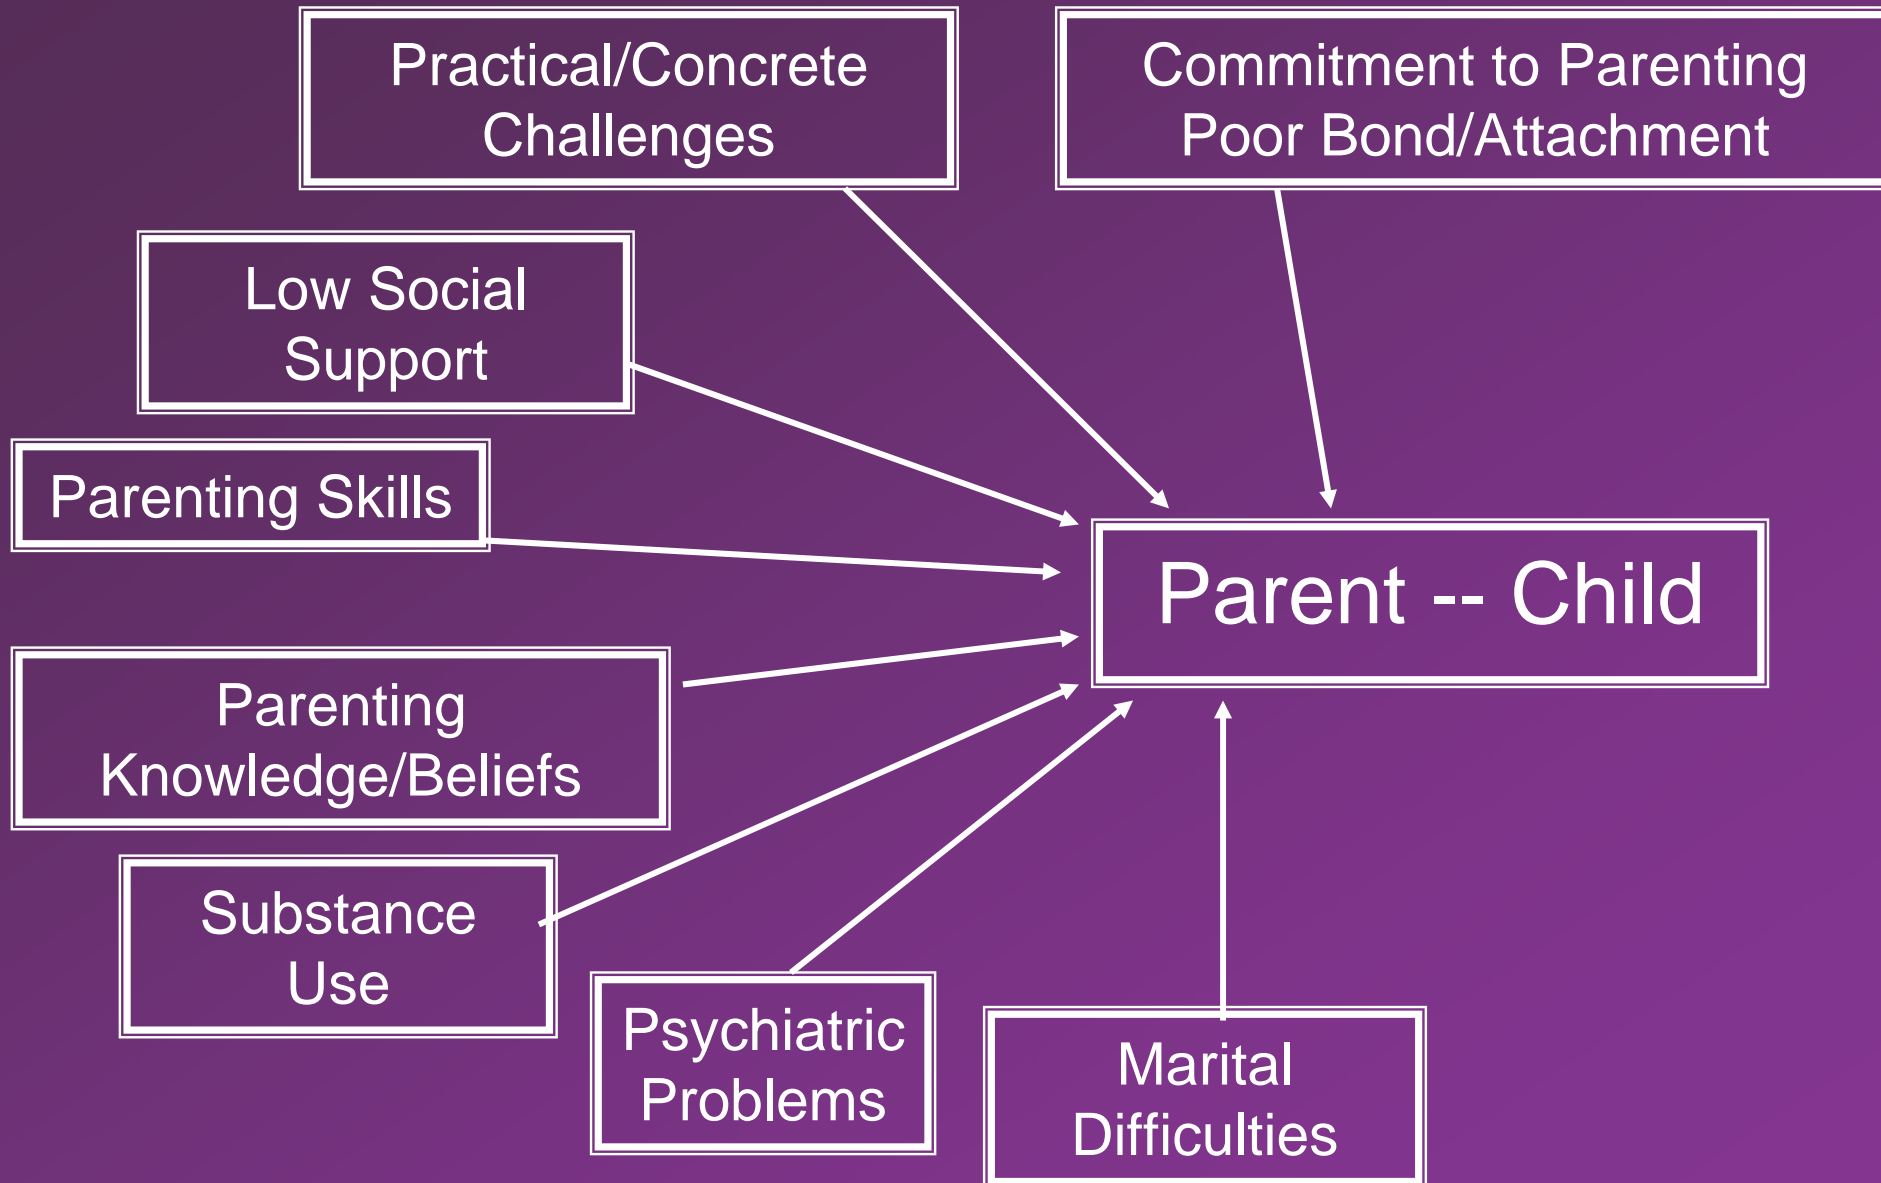 Practical/Concrete
Challenges
Commitment to Parenting
Poor Bond/Attachment
Low Social
Support
Parenting Skills
Parent -- Child
Parenting
Knowledge/Beliefs
Substance
Use
Psychiatric
Problems
Marital
Difficulties